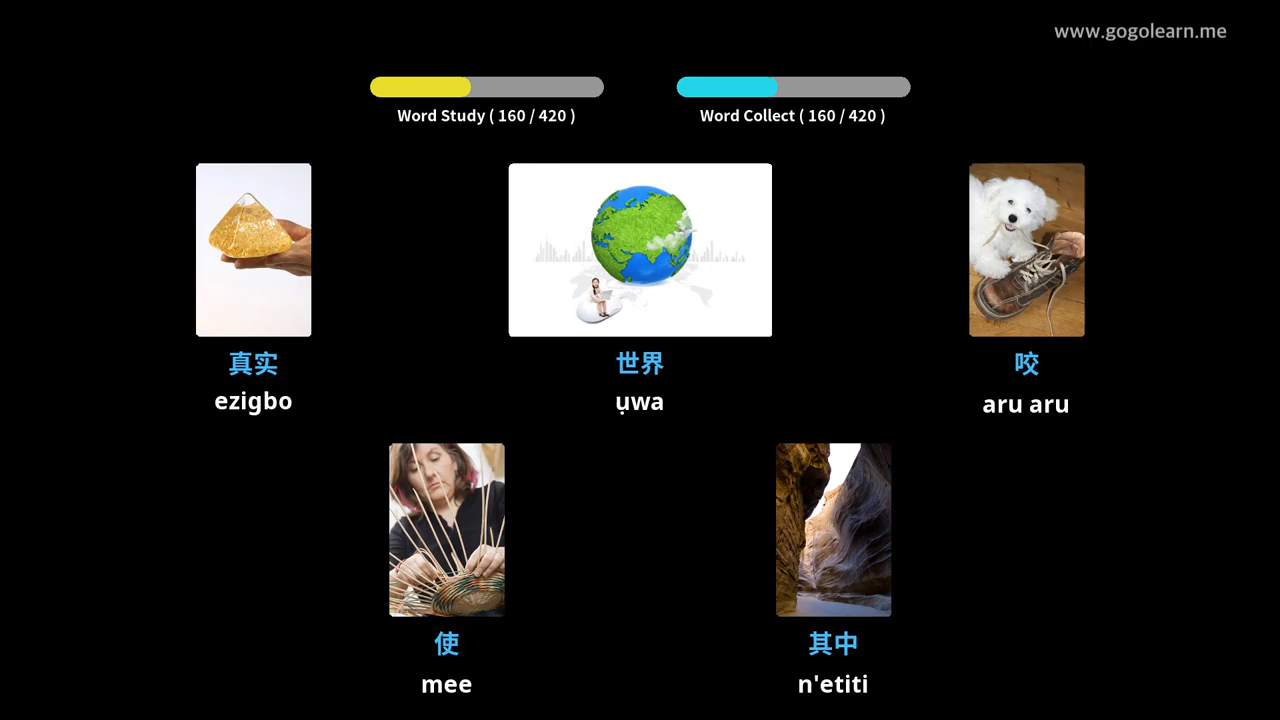 www.gogolearn.me
Word Study ( 160 / 420 )
Word Collect ( 160 / 420 )
真实
ezigbo
世界
ụwa
咬
aru aru
使
mee
其中
n'etiti